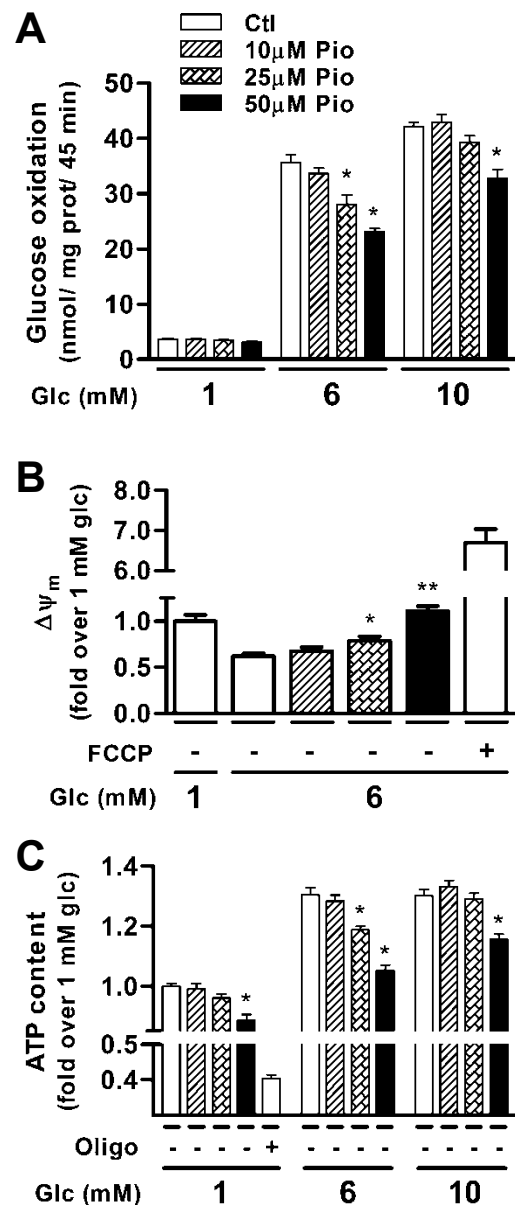 A
Ctl
10μM Pio
25μM Pio
50μM Pio
Glucose oxidation
(nmol/ mg prot/ 45 min)
50
40
30
20
10
0
* * *
Glc (mM) 1 6 10
B
Δψm
(fold over 1 mM glc)
8.0
7.0
6.0
1.0
0.5
0.0
* **
FCCP - - - - +
Glc (mM) 1 6
C
ATP content
(fold over 1 mM glc)
1.4
1.2
1.0
0.5
0.4
* * * *
Oligo - - - - + - - - - - - - -
Glc (mM) 1 6 10